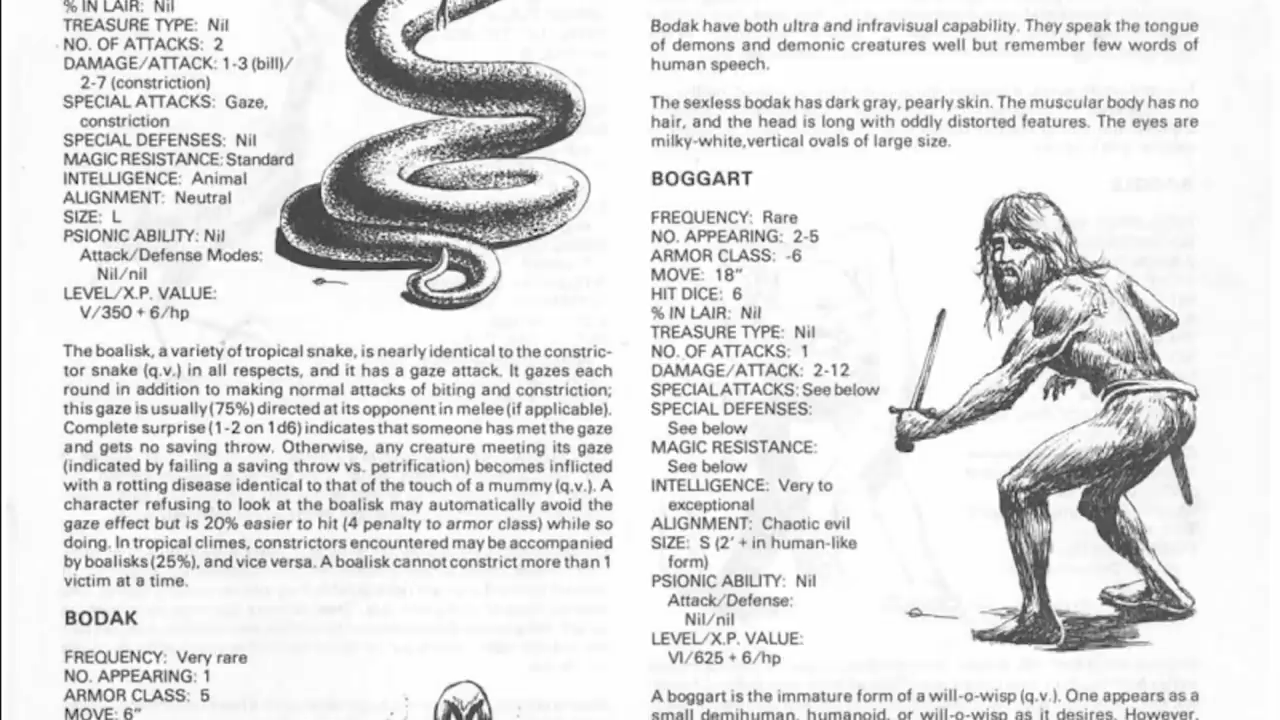 % IN LAIR: Nil
TREASURE TYPE: Nil
NO. OF ATTACKS: 2
DAMAGE/ATTACK: 1-3 (bill)/
2-7 (constriction)
SPECIAL ATTACKS: Gaze,
constriction
SPECIAL DEFENSES: Nil
MAGIC RESISTANCE: Standard
INTELLIGENCE: Animal
ALIGNMENT: Neutral
SIZE: L
PSIONIC ABILITY: Nil
Attack/Defense Modes:
Nil/nil
LEVEL/X.P. VALUE:
V/350 + 6/hp
The boalisk, a variety of tropical snake, is nearly identical to the constric-
tor snake (q.v.) in all respects, and it has a gaze attack. It gazes each
round in addition to making normal attacks of biting and constriction;
this gaze is usually (75%) directed at its opponent in melee (if applicable).
Complete surprise (1-2 on 1d6) indicates that someone has met the gaze
and gets no saving throw. Otherwise, any creature meeting its gaze
(indicated by failing a saving throw vs. petrification) becomes inflicted
with a rotting disease identical to that of the touch of a mummy (q.v.). A
character refusing to look at the boalisk may automatically avoid the
gaze effect but is 20% easier to hit (4 penalty to armor class) while so
doing. In tropical climes, constrictors encountered may be accompanied
by boalisks (25%), and vice versa. A boalisk cannot constrict more than 1
victim at a time.
BODAK
FREQUENCY: Very rare
NO. APPEARING: 1
ARMOR CLASS: 5
MOVE: 6"
Bodak have both ultra and infravisual capability. They speak the tongue
of demons and demonic creatures well but remember few words of
human speech.
The sexless bodak has dark gray, pearly skin. The muscular body has no
hair, and the head is long with oddly distorted features. The eyes are
milky-white,vertical ovals of large size.
BOGGART
FREQUENCY: Rare
NO. APPEARING: 2-5
ARMOR CLASS: -6
MOVE: 18"
HIT DICE: 6
% IN LAIR: Nil
TREASURE TYPE: Nil
NO. OF ATTACKS: 1
DAMAGE/ATTACK: 2-12
SPECIAL ATTACKS: See below
SPECIAL DEFENSES:
See below
MAGIC RESISTANCE:
See below
INTELLIGENCE: Very to
exceptional
ALIGNMENT: Chaotic evil
SIZE: S (2' + in human-like
form)
PSIONIC ABILITY: Nil
Attack/Defense:
Nil/nil
LEVEL/X.P. VALUE:
VI/625 + 6/hp
A boggart is the immature form of a will-o-wisp (q.v.). One appears as a
small demihuman, humanoid, or will-o-wisp as it desires. However,